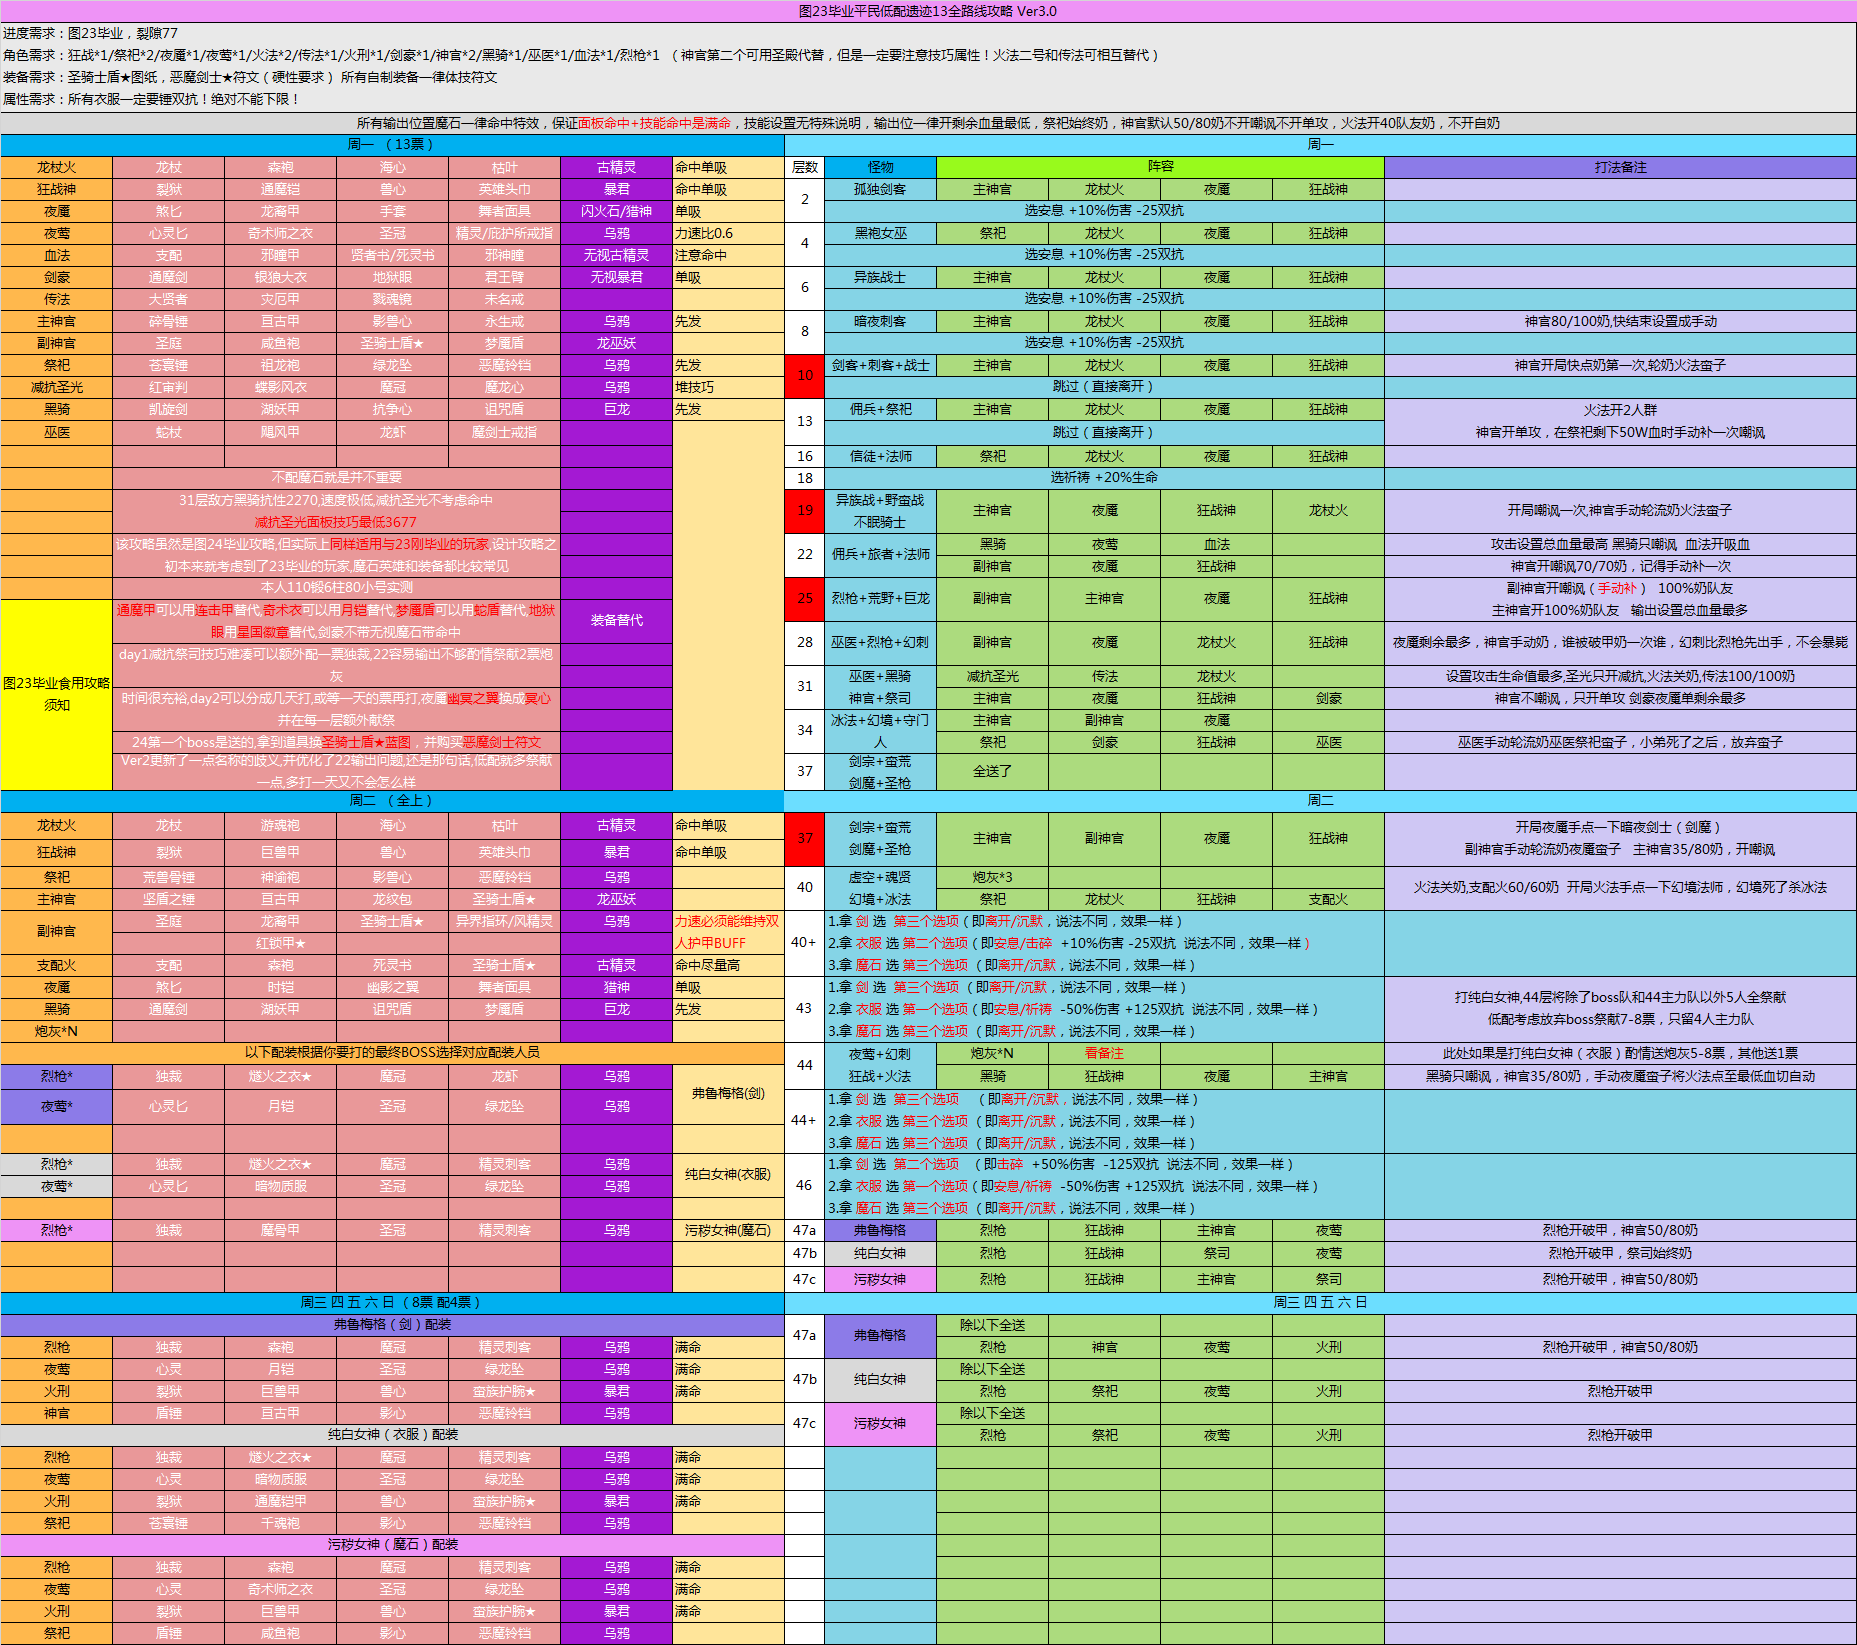 图23毕业平民低配遗迹13全路线攻略 Ver3.0
进度需求：图23毕业，裂隙77
角色需求：狂战*1/祭祀*2/夜魇*1/夜莺*1/火法*2/传法*1/火刑*1/剑豪*1/神官*2/黑骑*1/巫医*1/血法*1/烈枪*1 （神官第二个可用圣殿代替，但是一定要注意技巧属性！火法二号和传法可相互替代）
装备需求：圣骑士盾★图纸，恶魔剑士★符文（硬性要求） 所有自制装备一律体技符文
属性需求：所有衣服一定要锤双抗！绝对不能下限！
所有输出位置魔石一律命中特效，保证面板命中+技能命中是满命，技能设置无特殊说明，输出位一律开剩余血量最低，祭祀始终奶，神官默认50/80奶不开嘲讽不开单攻，火法开40队友奶，不开自奶
周一 （13票）
龙杖火 龙杖 森袍 海心 枯叶 古精灵 命中单吸
狂战神 裂狱 通魔铠 兽心 英雄头巾 暴君 命中单吸
夜魇 煞匕 龙裔甲 手套 舞者面具 闪火石/猎神 单吸
夜莺 心灵匕 奇术师之衣 圣冠 精灵/庇护所戒指 乌鸦 力速比0.6
血法 支配 邪瞳甲 贤者书/死灵书 邪神瞳 无视古精灵 注意命中
剑豪 通魔剑 银狼大衣 地狱眼 君王臂 无视暴君 单吸
传法 大贤者 灾厄甲 戮魂镜 未名戒
主神官 碎骨锤 亘古甲 影兽心 永生戒 乌鸦 先发
副神官 圣庭 咸鱼袍 圣骑士盾★ 梦魇盾 龙巫妖
祭祀 苍寰锤 祖龙袍 绿龙坠 恶魔铃铛 乌鸦 先发
减抗圣光 红审判 蝶影风衣 魔冠 魔龙心 乌鸦 堆技巧
黑骑 凯旋剑 湖妖甲 抗争心 诅咒盾 巨龙 先发
巫医 蛇杖 飓风甲 龙虾 魔剑士戒指
不配魔石就是并不重要
31层敌方黑骑抗性2270,速度极低,减抗圣光不考虑命中
减抗圣光面板技巧最低3677
该攻略虽然是图24毕业攻略,但实际上同样适用与23刚毕业的玩家,设计攻略之
初本来就考虑到了23毕业的玩家,魔石英雄和装备都比较常见
本人110锻6柱80小号实测
图23毕业食用攻略
须知
通魔甲可以用连击甲替代,奇术衣可以用月铠替代,梦魇盾可以用蛇盾替代,地狱
眼用星国徽章替代,剑豪不带无视魔石带命中
装备替代
day1减抗祭司技巧难凑可以额外配一票独裁,22容易输出不够酌情祭献2票炮
灰
时间很充裕,day2可以分成几天打,或等一天的票再打,夜魇幽冥之翼换成冥心
并在每一层额外献祭
24第一个boss是送的,拿到道具换圣骑士盾★蓝图，并购买恶魔剑士符文
Ver2更新了一点名称的歧义,并优化了22输出问题,还是那句话,低配就多祭献
一点,多打一天又不会怎么样
周一
层数 怪物 阵容 打法备注
2 孤独剑客 主神官 龙杖火 夜魇 狂战神
选安息 +10%伤害 -25双抗
4 黑袍女巫 祭祀 龙杖火 夜魇 狂战神
选安息 +10%伤害 -25双抗
6 异族战士 主神官 龙杖火 夜魇 狂战神
选安息 +10%伤害 -25双抗
8 暗夜刺客 主神官 龙杖火 夜魇 狂战神 神官80/100奶,快结束设置成手动
选安息 +10%伤害 -25双抗
10 剑客+刺客+战士 主神官 龙杖火 夜魇 狂战神 神官开局快点奶第一次,轮奶火法蛮子
跳过（直接离开）
13 佣兵+祭祀 主神官 龙杖火 夜魇 狂战神 火法开2人群
跳过（直接离开） 神官开单攻，在祭祀剩下50W血时手动补一次嘲讽
16 信徒+法师 祭祀 龙杖火 夜魇 狂战神
18 选祈祷 +20%生命
19 异族战+野蛮战
不眠骑士 主神官 夜魇 狂战神 龙杖火 开局嘲讽一次,神官手动轮流奶火法蛮子
22 佣兵+旅者+法师 黑骑 夜莺 血法 攻击设置总血量最高 黑骑只嘲讽 血法开吸血
副神官 夜魇 狂战神 神官开嘲讽70/70奶，记得手动补一次
25 烈枪+荒野+巨龙 副神官 主神官 夜魇 狂战神 副神官开嘲讽（手动补） 100%奶队友
主神官开100%奶队友 输出设置总血量最多
28 巫医+烈枪+幻刺 副神官 夜魇 龙杖火 狂战神 夜魇剩余最多，神官手动奶，谁被破甲奶一次谁，幻刺比烈枪先出手，不会暴毙
31 巫医+黑骑
神官+祭司 减抗圣光 传法 龙杖火 设置攻击生命值最多,圣光只开减抗,火法关奶,传法100/100奶
主神官 夜魇 狂战神 剑豪 神官不嘲讽，只开单攻 剑豪夜魇单剩余最多
34 冰法+幻境+守门
人 主神官 副神官 夜魇
祭祀 剑豪 狂战神 巫医 巫医手动轮流奶巫医祭祀蛮子，小弟死了之后，放弃蛮子
37 剑宗+蛮荒
剑魔+圣枪 全送了
周二 （全上）
龙杖火 龙杖 游魂袍 海心 枯叶 古精灵 命中单吸
狂战神 裂狱 巨兽甲 兽心 英雄头巾 暴君 命中单吸
祭祀 荒兽骨锤 神谕袍 影兽心 恶魔铃铛 乌鸦
主神官 坚盾之锤 亘古甲 龙纹包 圣骑士盾★ 龙巫妖
副神官 圣庭 龙裔甲 圣骑士盾★ 异界指环/风精灵 乌鸦 力速必须能维持双
红锁甲★ 人护甲BUFF
支配火 支配 森袍 死灵书 圣骑士盾★ 古精灵 命中尽量高
夜魇 煞匕 时铠 幽影之翼 舞者面具 猎神 单吸
黑骑 通魔剑 湖妖甲 诅咒盾 梦魇盾 巨龙 先发
炮灰*N
以下配装根据你要打的最终BOSS选择对应配装人员
烈枪* 独裁 燧火之衣★ 魔冠 龙虾 乌鸦 弗鲁梅格(剑)
夜莺* 心灵匕 月铠 圣冠 绿龙坠 乌鸦
烈枪* 独裁 燧火之衣★ 魔冠 精灵刺客 乌鸦 纯白女神(衣服)
夜莺* 心灵匕 暗物质服 圣冠 绿龙坠 乌鸦
烈枪* 独裁 魔骨甲 圣冠 精灵刺客 乌鸦 污秽女神(魔石)
周二
37 剑宗+蛮荒
剑魔+圣枪 主神官 副神官 夜魇 狂战神 开局夜魇手点一下暗夜剑士（剑魔）
副神官手动轮流奶夜魇蛮子 主神官35/80奶，开嘲讽
40 虚空+魂贤 炮灰*3
幻境+冰法 祭祀 龙杖火 狂战神 支配火 火法关奶,支配火60/60奶 开局火法手点一下幻境法师，幻境死了杀冰法
40+ 1.拿 剑 选 第三个选项（即离开/沉默，说法不同，效果一样）
2.拿 衣服 选 第二个选项（即安息/击碎 +10%伤害 -25双抗 说法不同，效果一样）
3.拿 魔石 选 第三个选项 （即离开/沉默，说法不同，效果一样）
43 1.拿 剑 选 第三个选项 （即离开/沉默，说法不同，效果一样）
2.拿 衣服 选 第一个选项（即安息/祈祷 -50%伤害 +125双抗 说法不同，效果一样）
3.拿 魔石 选 第三个选项 （即离开/沉默，说法不同，效果一样）
打纯白女神,44层将除了boss队和44主力队以外5人全祭献
低配考虑放弃boss祭献7-8票，只留4人主力队
44 夜莺+幻刺 炮灰*N 看备注 此处如果是打纯白女神（衣服）酌情送炮灰5-8票，其他送1票
狂战+火法 黑骑 狂战神 夜魇 主神官 黑骑只嘲讽，神官35/80奶，手动夜魇蛮子将火法点至最低血切自动
44+ 1.拿 剑 选 第三个选项 （即离开/沉默，说法不同，效果一样）
2.拿 衣服 选 第三个选项 （即离开/沉默，说法不同，效果一样）
3.拿 魔石 选 第三个选项 （即离开/沉默，说法不同，效果一样）
46 1.拿 剑 选 第二个选项 （即击碎 +50%伤害 -125双抗 说法不同，效果一样）
2.拿 衣服 选 第一个选项（即安息/祈祷 -50%伤害 +125双抗 说法不同，效果一样）
3.拿 魔石 选 第三个选项 （即离开/沉默，说法不同，效果一样）
47a 弗鲁梅格 烈枪 狂战神 主神官 夜莺 烈枪开破甲，神官50/80奶
47b 纯白女神 烈枪 狂战神 祭司 夜莺 烈枪开破甲，祭司始终奶
47c 污秽女神 烈枪 狂战神 主神官 祭司 烈枪开破甲，神官50/80奶
周三 四 五 六 日 （8票 配4票）
弗鲁梅格（剑）配装
烈枪 独裁 森袍 魔冠 精灵刺客 乌鸦 满命
夜莺 心灵 月铠 圣冠 绿龙坠 乌鸦 满命
火刑 裂狱 巨兽甲 兽心 蛮族护腕★ 暴君 满命
神官 盾锤 亘古甲 影心 恶魔铃铛 乌鸦
纯白女神（衣服）配装
烈枪 独裁 燧火之衣★ 魔冠 精灵刺客 乌鸦 满命
夜莺 心灵 暗物质服 圣冠 绿龙坠 乌鸦 满命
火刑 裂狱 通魔铠甲 兽心 蛮族护腕★ 暴君 满命
祭祀 苍寰锤 千魂袍 影心 恶魔铃铛 乌鸦
污秽女神（魔石）配装
烈枪 独裁 森袍 魔冠 精灵刺客 乌鸦 满命
夜莺 心灵 奇术师之衣 圣冠 绿龙坠 乌鸦 满命
火刑 裂狱 巨兽甲 兽心 蛮族护腕★ 暴君 满命
祭祀 盾锤 咸鱼袍 影心 恶魔铃铛 乌鸦
周三 四 五 六 日
47a 弗鲁梅格 除以下全送
烈枪 神官 夜莺 火刑 烈枪开破甲，神官50/80奶
47b 纯白女神 除以下全送
烈枪 祭祀 夜莺 火刑 烈枪开破甲
47c 污秽女神 除以下全送
烈枪 祭祀 夜莺 火刑 烈枪开破甲